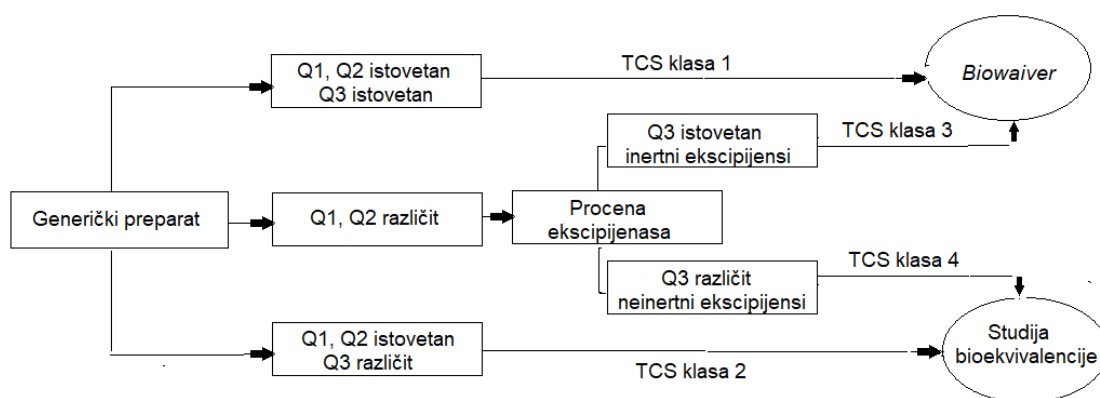 Q1, Q2 istovetan
Q3 istovetan
TCS klasa 1
Biowaiver
Q3 istovetan
inertni ekscipijensi
TCS klasa 3
Generički preparat
Q1, Q2 različit
Procena
ekscipijenasa
Q3 različit
neinertni ekscipijensi
TCS klasa 4
Q1, Q2 istovetan
Q3 različit
TCS klasa 2
Studija
bioekvivalencije